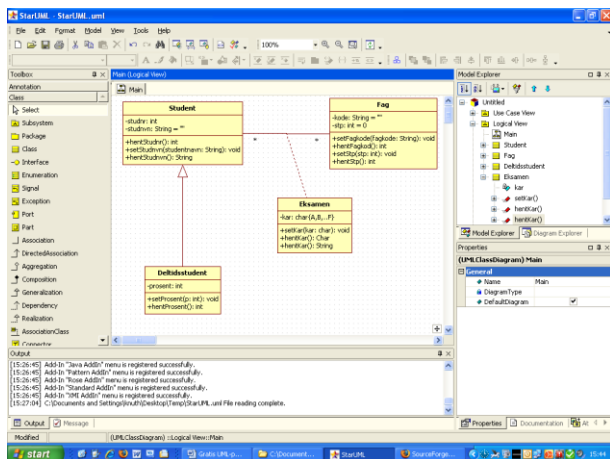 StarUML - StarUML.uml
File Edit Format Model View Tools Help
100%
Toolbox
Annotation
Class
Select
Subsystem
Package
Class
Interface
Enumeration
Signal
Exception
Port
Part
Association
DirectedAssociation
Aggregation
Composition
Generalization
Dependency
Realization
AssociationClass
Connector
Main (Logical View)
Main
Student
-studnr: int
-studnvn: String = ""
+hentStudnr(): int
+setStudnvn(studentnavn: String): void
+hentStudnvn(): String
* *
Fag
-kode: String = ""
-stp: int = 0
+setFagkode(fagkode: String): void
+hentFagkod(): int
+setStp(stp: int): void
+hentStp(): int
Eksamen
-kar: char{A,B,..F}
+setKar(kar: char): void
+hentKar(): Char
+hentKar(): String
Deltidsstudent
-prosent: int
+setProsent(p: int): void
+hentProsent(): int
Model Explorer
Untitled
Use Case View
Logical View
Main
Student
Fag
Deltidsstudent
Eksamen
kar
setKar()
hentKar()
hentKar()
Model Explorer Diagram Explorer
Properties
(UMLClassDiagram) Main
General
Name Main
DiagramType
DefaultDiagram
Properties Documentation At
Output
[15:26:45] Add-In "Java AddIn" menu is registered successfully.
[15:26:45] Add-In "Pattern AddIn" menu is registered successfully.
[15:26:45] Add-In "Rose AddIn" menu is registered successfully.
[15:26:45] Add-In "Standard AddIn" menu is registered successfully.
[15:26:45] Add-In "XMI AddIn" menu is registered successfully.
[15:27:04] C:\Documents and Settings\knuth\Desktop\Temp\StarUML.uml File reading complete.
Output Message
Modified (UMLClassDiagram) ::Logical View::Main
start
Gratis UML-p...
C:\Document...
StarUML
SourceForge...
15:44